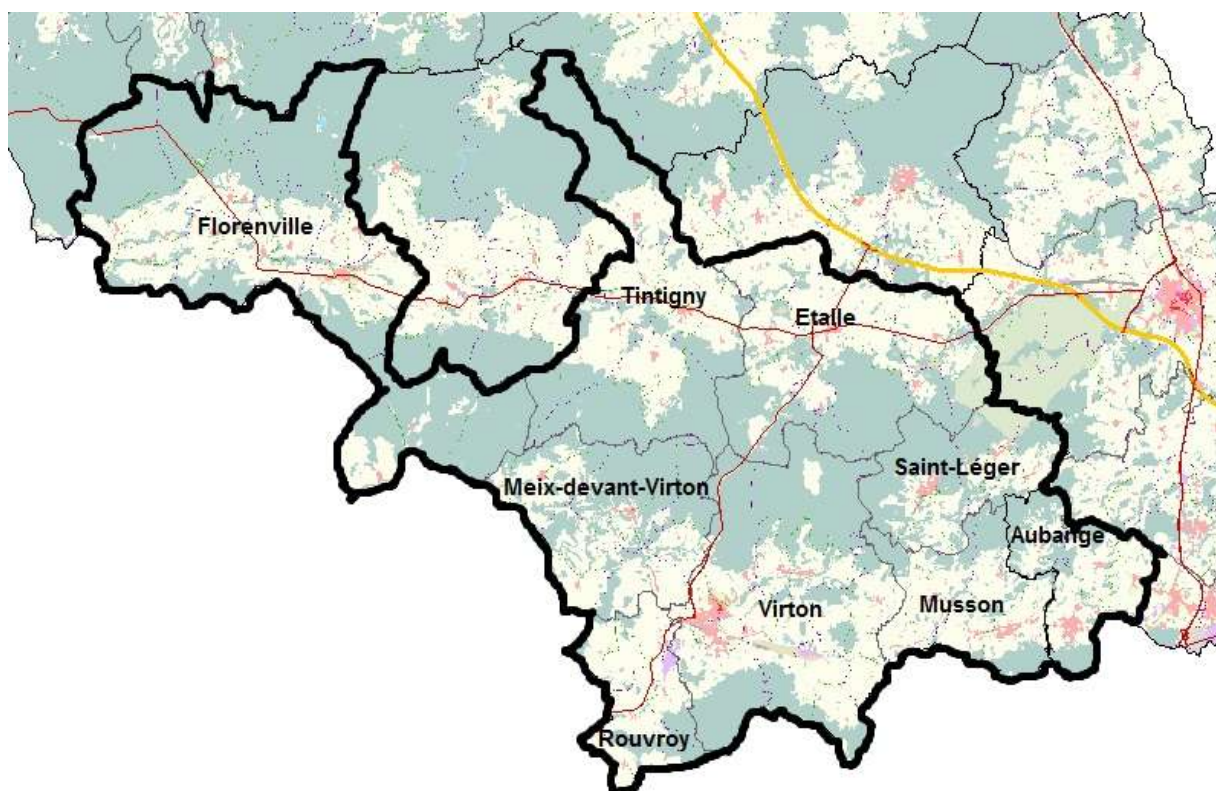 Florenville
Tintigny
Etalle
Saint-Léger
Meix-devant-Virton
Aubange
Virton
Musson
Rouvroy